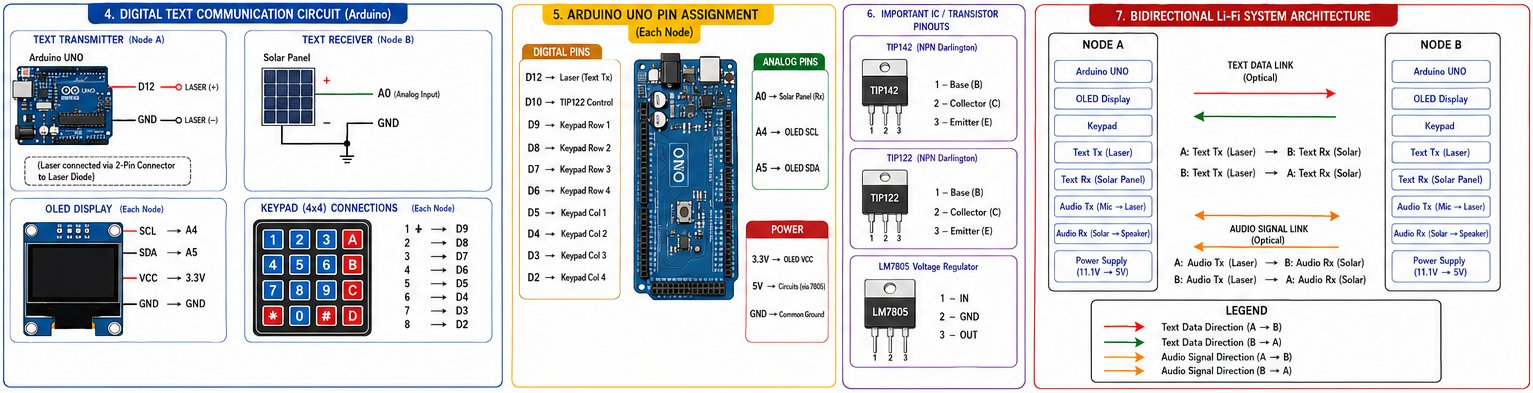 4. DIGITAL TEXT COMMUNICATION CIRCUIT (Arduino)
TEXT TRANSMITTER (Node A)
Arduino UNO
D12 → LASER (+)
GND → LASER (−)
(Laser connected via 2-Pin Connector
to Laser Diode)
TEXT RECEIVER (Node B)
Solar Panel
+
A0 (Analog Input)
−
GND
OLED DISPLAY (Each Node)
SCL → A4
SDA → A5
VCC → 3.3V
GND → GND
KEYPAD (4x4) CONNECTIONS (Each Node)
1 2 3 A
4 5 6 B
7 8 9 C
* 0 # D
1 → D9
2 → D8
3 → D7
4 → D6
5 → D5
6 → D4
7 → D3
8 → D2
5. ARDUINO UNO PIN ASSIGNMENT
(Each Node)
DIGITAL PINS
D12 → Laser (Text Tx)
D10 → TIP122 Control
D9 → Keypad Row 1
D8 → Keypad Row 2
D7 → Keypad Row 3
D6 → Keypad Row 4
D5 → Keypad Col 1
D4 → Keypad Col 2
D3 → Keypad Col 3
D2 → Keypad Col 4
ONO
ANALOG PINS
A0 → Solar Panel (Rx)
A4 → OLED SCL
A5 → OLED SDA
POWER
3.3V → OLED VCC
5V → Circuits (via 7805)
GND → Common Ground
6. IMPORTANT IC / TRANSISTOR
PINOUTS
TIP142 (NPN Darlington)
TIP142
1 2 3
1 – Base (B)
2 – Collector (C)
3 – Emitter (E)
TIP122 (NPN Darlington)
TIP122
1 2 3
1 – Base (B)
2 – Collector (C)
3 – Emitter (E)
LM7805 Voltage Regulator
LM7805
1 2 3
1 – IN
2 – GND
3 – OUT
7. BIDIRECTIONAL Li-Fi SYSTEM ARCHITECTURE
NODE A
Arduino UNO
OLED Display
Keypad
Text Tx (Laser)
Text Rx (Solar Panel)
Audio Tx (Mic → Laser)
Audio Rx (Solar → Speaker)
Power Supply
(11.1V → 5V)
TEXT DATA LINK
(Optical)
A: Text Tx (Laser) → B: Text Rx (Solar)
B: Text Tx (Laser) → A: Text Rx (Solar)
AUDIO SIGNAL LINK
(Optical)
A: Audio Tx (Laser) → B: Audio Rx (Solar)
B: Audio Tx (Laser) → A: Audio Rx (Solar)
NODE B
Arduino UNO
OLED Display
Keypad
Text Tx (Laser)
Text Rx (Solar Panel)
Audio Tx (Mic → Laser)
Audio Rx (Solar → Speaker)
Power Supply
(11.1V → 5V)
LEGEND
Text Data Direction (A → B)
Text Data Direction (B → A)
Audio Signal Direction (A → B)
Audio Signal Direction (B → A)